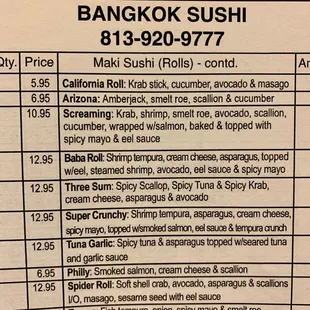 BANGKOK SUSHI
813-920-9777
Qty. Price Maki Sushi (Rolls) - contd. Am
5.95 California Roll: Krab stick, cucumber, avocado & masago
6.95 Arizona: Amberjack, smelt roe, scallion & cucumber
10.95 Screaming: Krab, shrimp, smelt roe, avocado, scallion,
cucumber, wrapped w/salmon, baked & topped with
spicy mayo & eel sauce
12.95 Baba Roll: Shrimp tempura, cream cheese, asparagus, topped
w/eel, steamed shrimp, avocado, eel sauce & spicy mayo
12.95 Three Sum: Spicy Scallop, Spicy Tuna & Spicy Krab,
cream cheese, asparagus & avocado
12.95 Super Crunchy: Shrimp tempura, asparagus, cream cheese,
spicy mayo, topped w/smoked salmon, eel sauce & tempura crunch
12.95 Tuna Garlic: Spicy tuna & asparagus topped w/seared tuna
and garlic sauce
6.95 Philly: Smoked salmon, cream cheese & scallion
12.95 Spider Roll: Soft shell crab, avocado, asparagus & scallions
I/O, masago, sesame seed with eel sauce